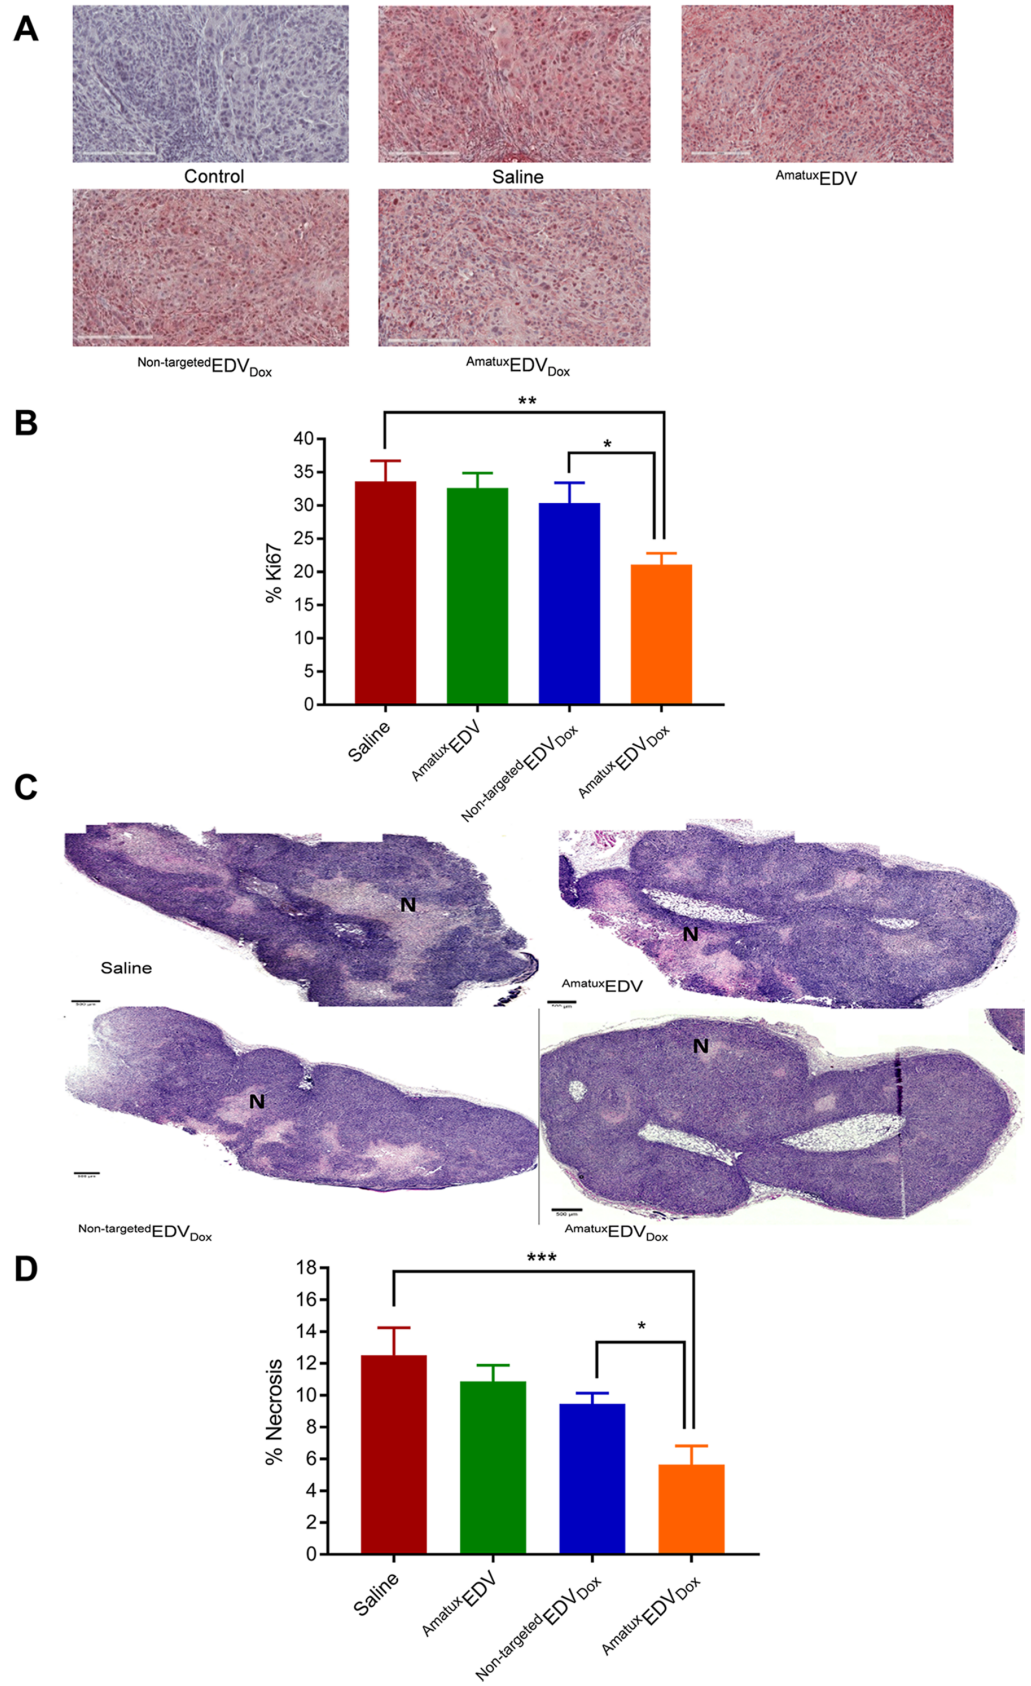 A
Control
Saline
AmatuxEDV
Non-targetedEDVDox
AmatuxEDVDox
B
**
*
40
35
30
25
20
15
10
5
0
% Ki67
Saline
AmatuxEDV
Non-targetedEDVDox
AmatuxEDVDox
C
N
Saline
N
AmatuxEDV
N
Non-targetedEDVDox
N
500 µm
AmatuxEDVDox
D
***
*
18
16
14
12
10
8
6
4
2
0
% Necrosis
Saline
AmatuxEDV
Non-targetedEDVDox
AmatuxEDVDox